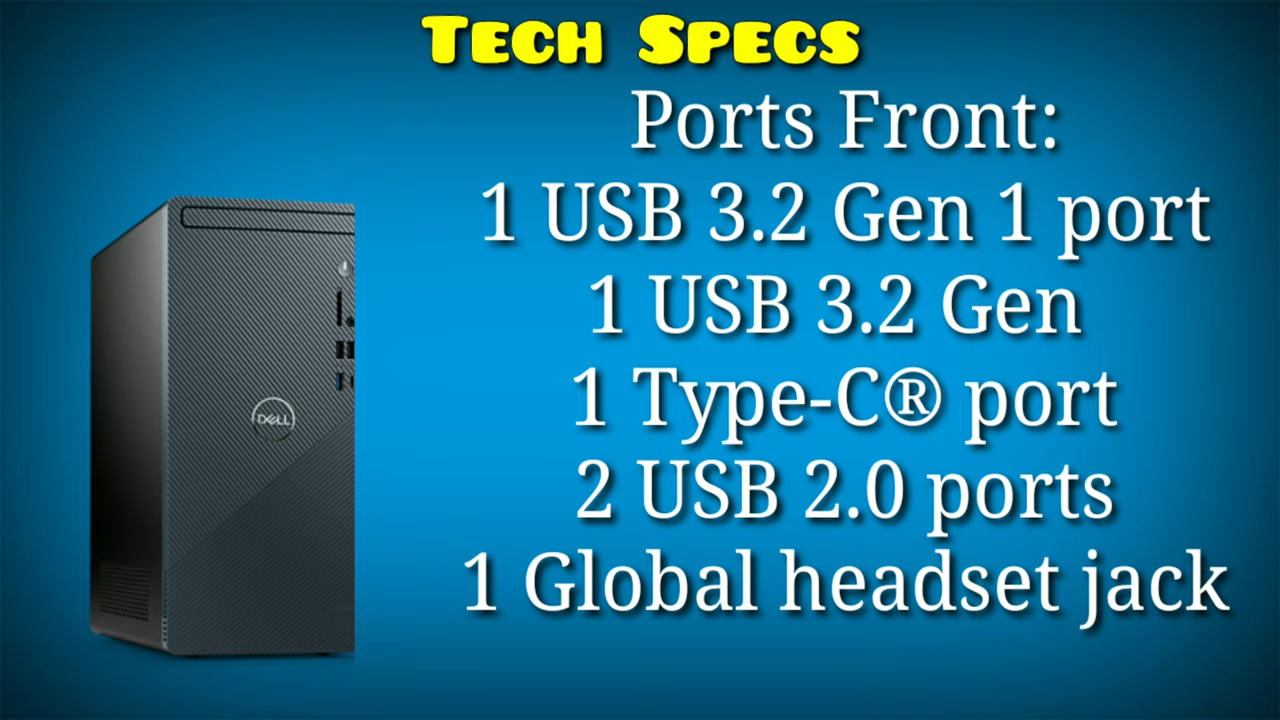 Tech Specs
Ports Front:
1 USB 3.2 Gen 1 port
1 USB 3.2 Gen
1 Type-C® port
2 USB 2.0 ports
1 Global headset jack
DELL